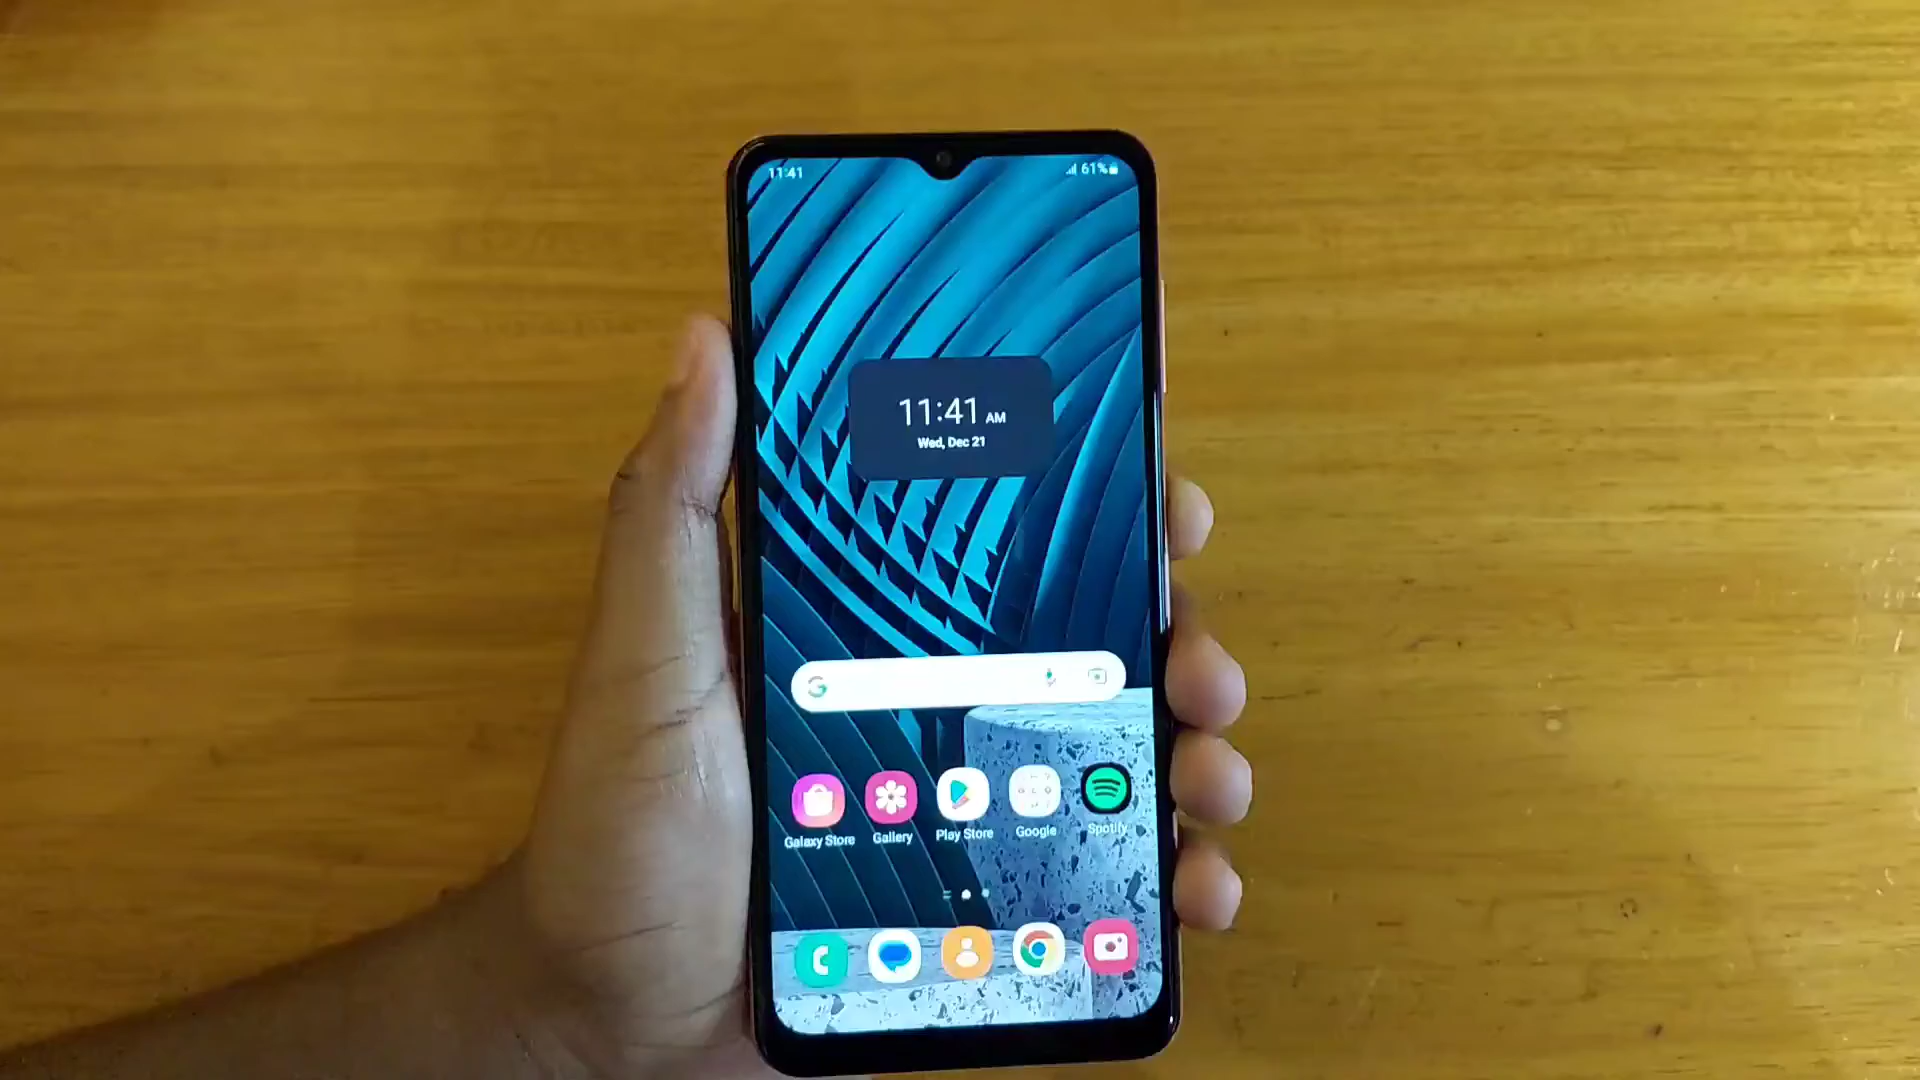 11:41
61%
11:41 AM
Wed, Dec 21
Galaxy Store
Gallery
Play Store
Google
Spotify